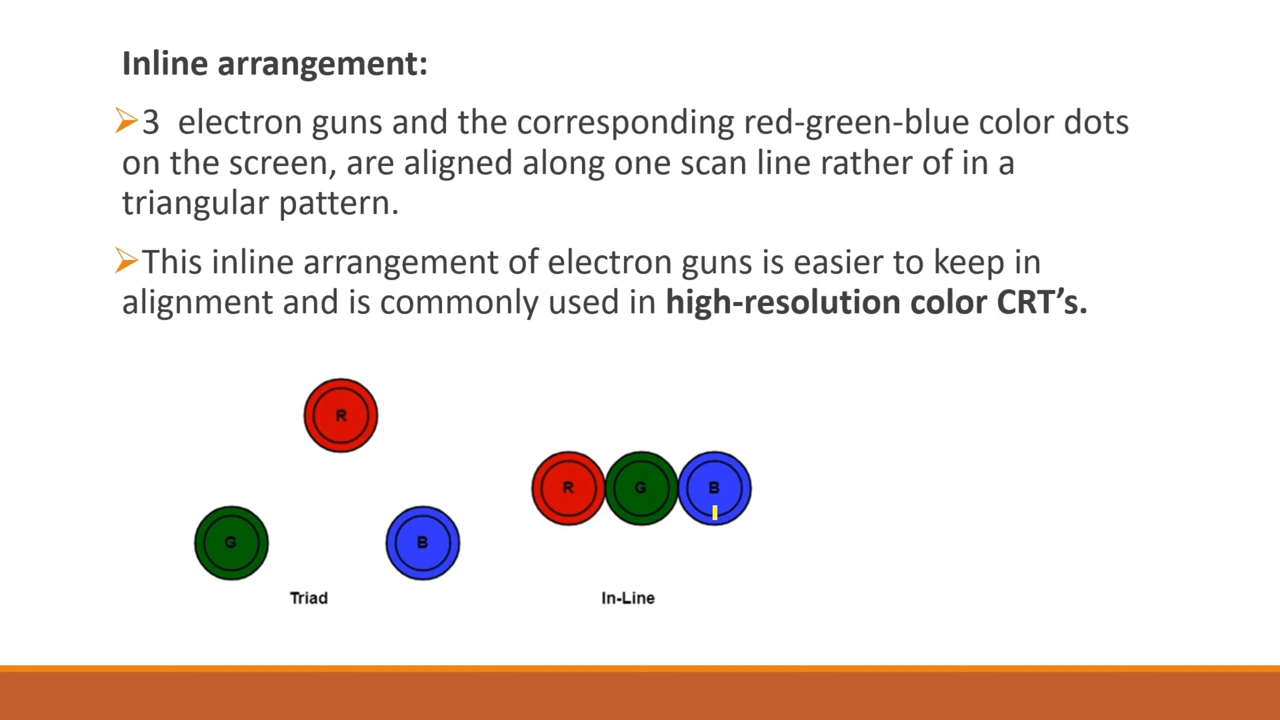 Inline arrangement:
3 electron guns and the corresponding red-green-blue color dots
on the screen, are aligned along one scan line rather of in a
triangular pattern.
This inline arrangement of electron guns is easier to keep in
alignment and is commonly used in high-resolution color CRT’s.
R
R G B
G B
Triad In-Line